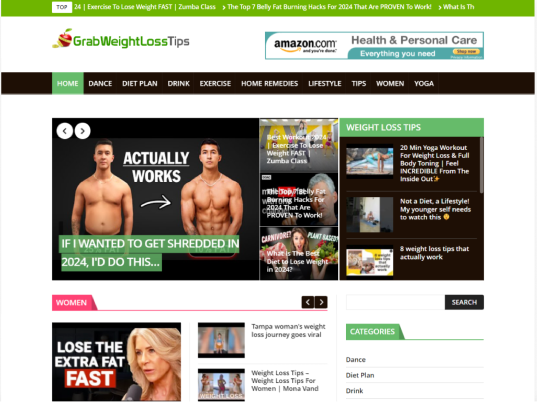 TOP
24 | Exercise To Lose Weight FAST | Zumba Class
The Top 7 Belly Fat Burning Hacks For 2024 That Are PROVEN To Work!
What Is Th
GrabWeightLossTips
amazon.com
and you're done.
Health & Personal Care
Everything you need
Shop now
HOME DANCE DIET PLAN DRINK EXERCISE HOME REMEDIES LIFESTYLE TIPS WOMEN YOGA
ACTUALLY
WORKS
IF I WANTED TO GET SHREDDED IN
2024, I'D DO THIS...
Best Workout 2024
| Exercise To Lose
Weight FAST |
Zumba Class
The Top 7 Belly Fat
Burning Hacks For
2024 That Are
PROVEN To Work!
CARNIVORE? PLANT BASED?
What Is The Best
Diet to Lose Weight
in 2024?
WEIGHT LOSS TIPS
20 Min Yoga Workout
For Weight Loss & Full
Body Toning | Feel
INCREDIBLE From The
Inside Out
Not a Diet, a Lifestyle!
My younger self needs
to watch this
8 weight loss tips that
actually work
WOMEN
LOSE THE
EXTRA FAT
FAST
Tampa woman's weight
loss journey goes viral
WEIGHT LOSS
Weight Loss Tips –
Weight Loss Tips For
Women | Mona Vand
SEARCH
CATEGORIES
Dance
Diet Plan
Drink